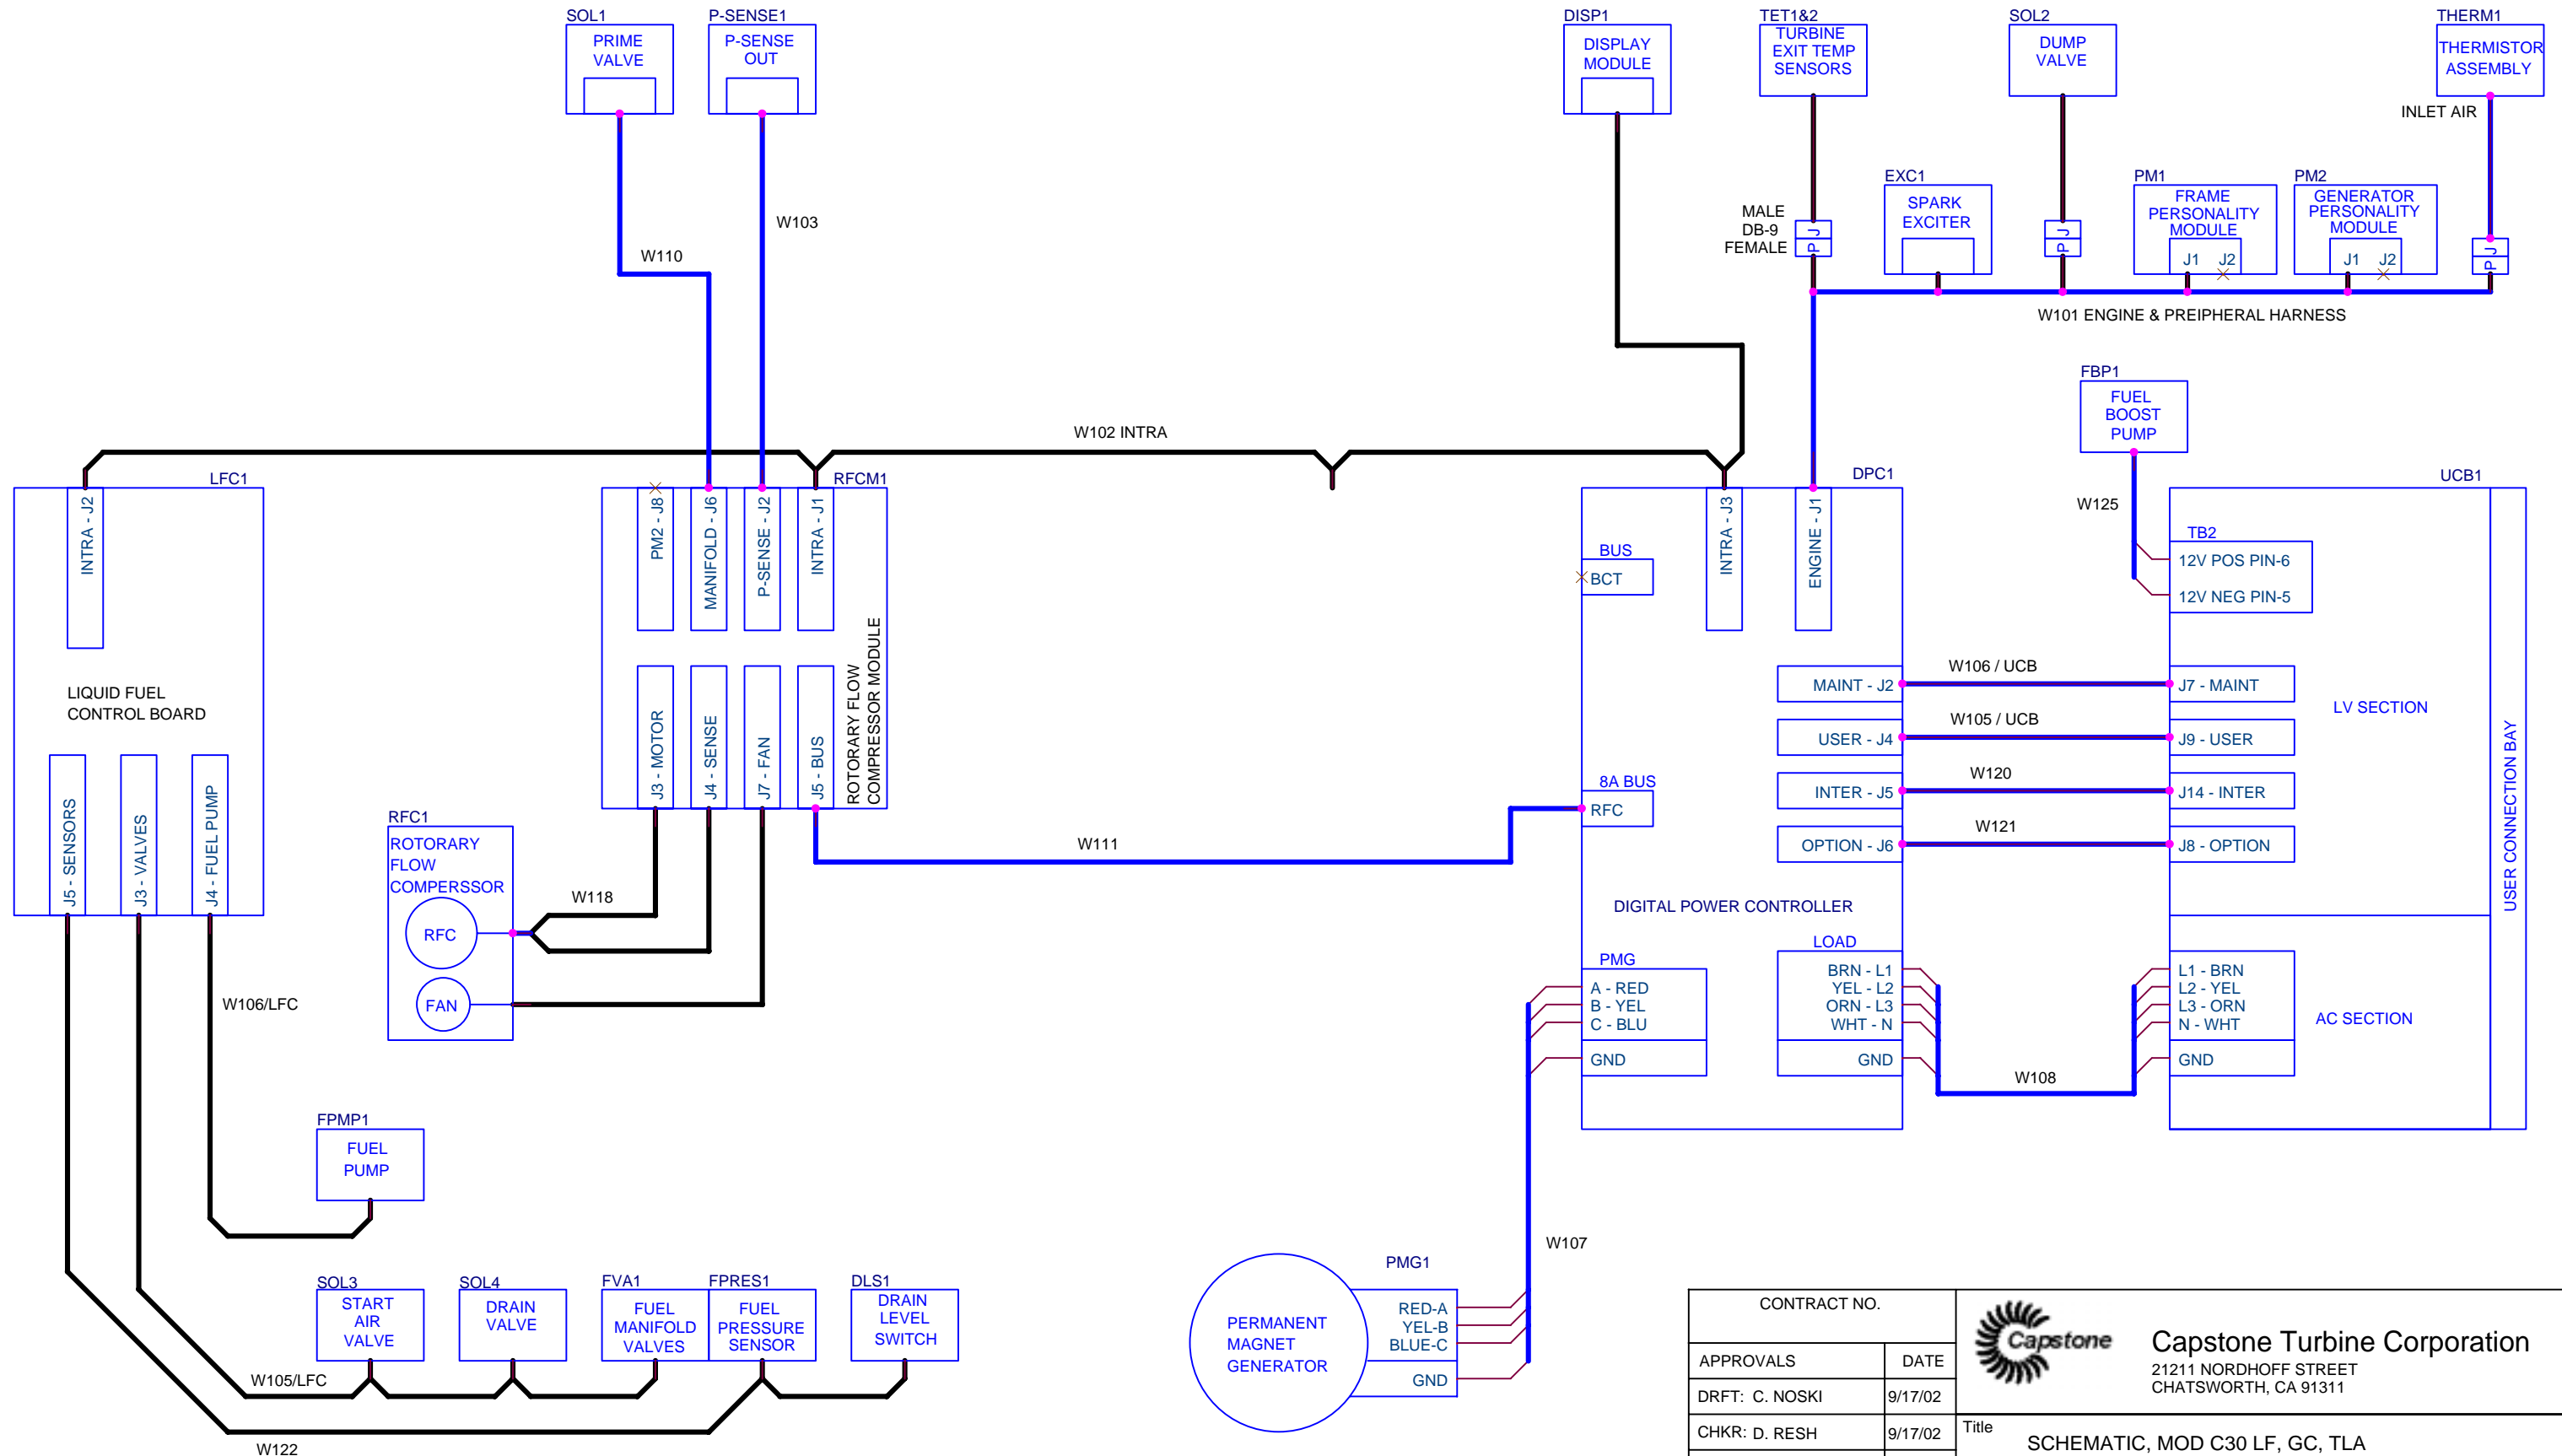 SOL1
PRIME
VALVE
P-SENSE1
P-SENSE
OUT
DISP1
DISPLAY
MODULE
TET1&2
TURBINE
EXIT TEMP
SENSORS
SOL2
DUMP
VALVE
THERM1
THERMISTOR
ASSEMBLY
INLET AIR
W110
W103
MALE
DB-9
FEMALE
J
P
EXC1
SPARK
EXCITER
J
P
PM1
FRAME
PERSONALITY
MODULE
J1 J2
PM2
GENERATOR
PERSONALITY
MODULE
J1 J2
J
P
W101 ENGINE & PREIPHERAL HARNESS
W102 INTRA
FBP1
FUEL
BOOST
PUMP
W125
LFC1
INTRA - J2
LIQUID FUEL
CONTROL BOARD
J5 - SENSORS
J3 - VALVES
J4 - FUEL PUMP
RFCM1
PM2 - J8
MANIFOLD - J6
P-SENSE - J2
INTRA - J1
J3 - MOTOR
J4 - SENSE
J7 - FAN
J5 - BUS
ROTORARY FLOW
COMPRESSOR MODULE
DPC1
INTRA - J3
ENGINE - J1
BUS
BCT
8A BUS
RFC
MAINT - J2
USER - J4
INTER - J5
OPTION - J6
DIGITAL POWER CONTROLLER
PMG
A - RED
B - YEL
C - BLU
GND
LOAD
BRN - L1
YEL - L2
ORN - L3
WHT - N
GND
W106 / UCB
W105 / UCB
W120
W121
W108
UCB1
TB2
12V POS PIN-6
12V NEG PIN-5
J7 - MAINT
J9 - USER
J14 - INTER
J8 - OPTION
LV SECTION
USER CONNECTION BAY
L1 - BRN
L2 - YEL
L3 - ORN
N - WHT
GND
AC SECTION
W111
RFC1
ROTORARY
FLOW
COMPERSSOR
RFC
FAN
W118
W106/LFC
FPMP1
FUEL
PUMP
SOL3
START
AIR
VALVE
SOL4
DRAIN
VALVE
FVA1
FUEL
MANIFOLD
VALVES
FPRES1
FUEL
PRESSURE
SENSOR
DLS1
DRAIN
LEVEL
SWITCH
W105/LFC
W122
W107
PMG1
PERMANENT
MAGNET
GENERATOR
RED-A
YEL-B
BLUE-C
GND
CONTRACT NO.
APPROVALS DATE
DRFT: C. NOSKI 9/17/02
CHKR: D. RESH 9/17/02
Capstone
Capstone Turbine Corporation
21211 NORDHOFF STREET
CHATSWORTH, CA 91311
Title
SCHEMATIC, MOD C30 LF, GC, TLA